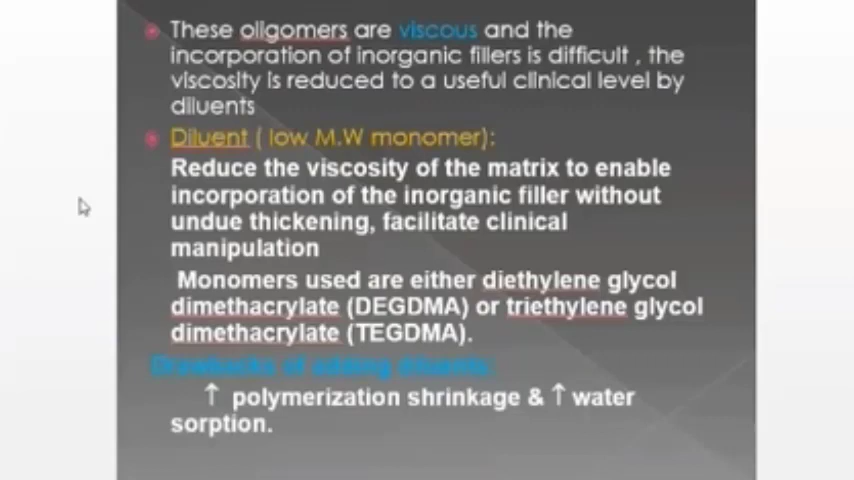 These oligomers are viscous and the
incorporation of inorganic fillers is difficult , the
viscosity is reduced to a useful clinical level by
diluents
Diluent ( low M.W monomer):
Reduce the viscosity of the matrix to enable
incorporation of the inorganic filler without
undue thickening, facilitate clinical
manipulation
Monomers used are either diethylene glycol
dimethacrylate (DEGDMA) or triethylene glycol
dimethacrylate (TEGDMA).
Drawbacks of adding diluents:
↑ polymerization shrinkage & ↑ water
sorption.